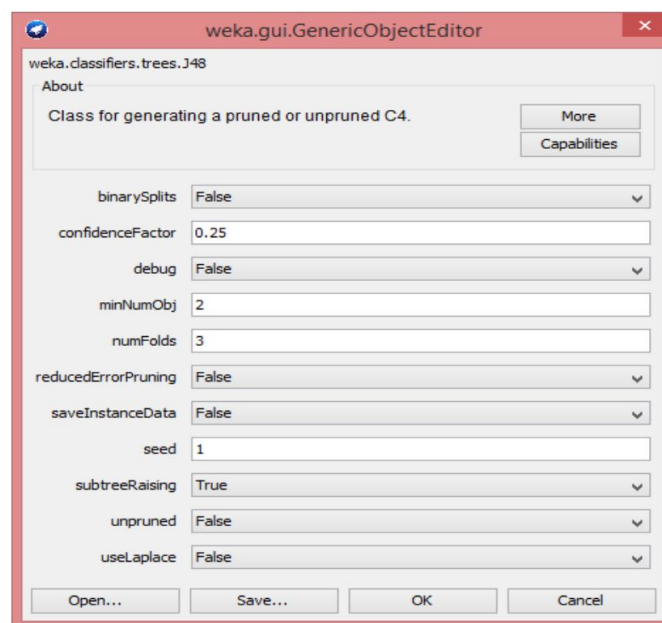 weka.gui.GenericObjectEditor
weka.classifiers.trees.J48
About
Class for generating a pruned or unpruned C4.
More
Capabilities
binarySplits False
confidenceFactor 0.25
debug False
minNumObj 2
numFolds 3
reducedErrorPruning False
saveInstanceData False
seed 1
subtreeRaising True
unpruned False
useLaplace False
Open... Save... OK Cancel